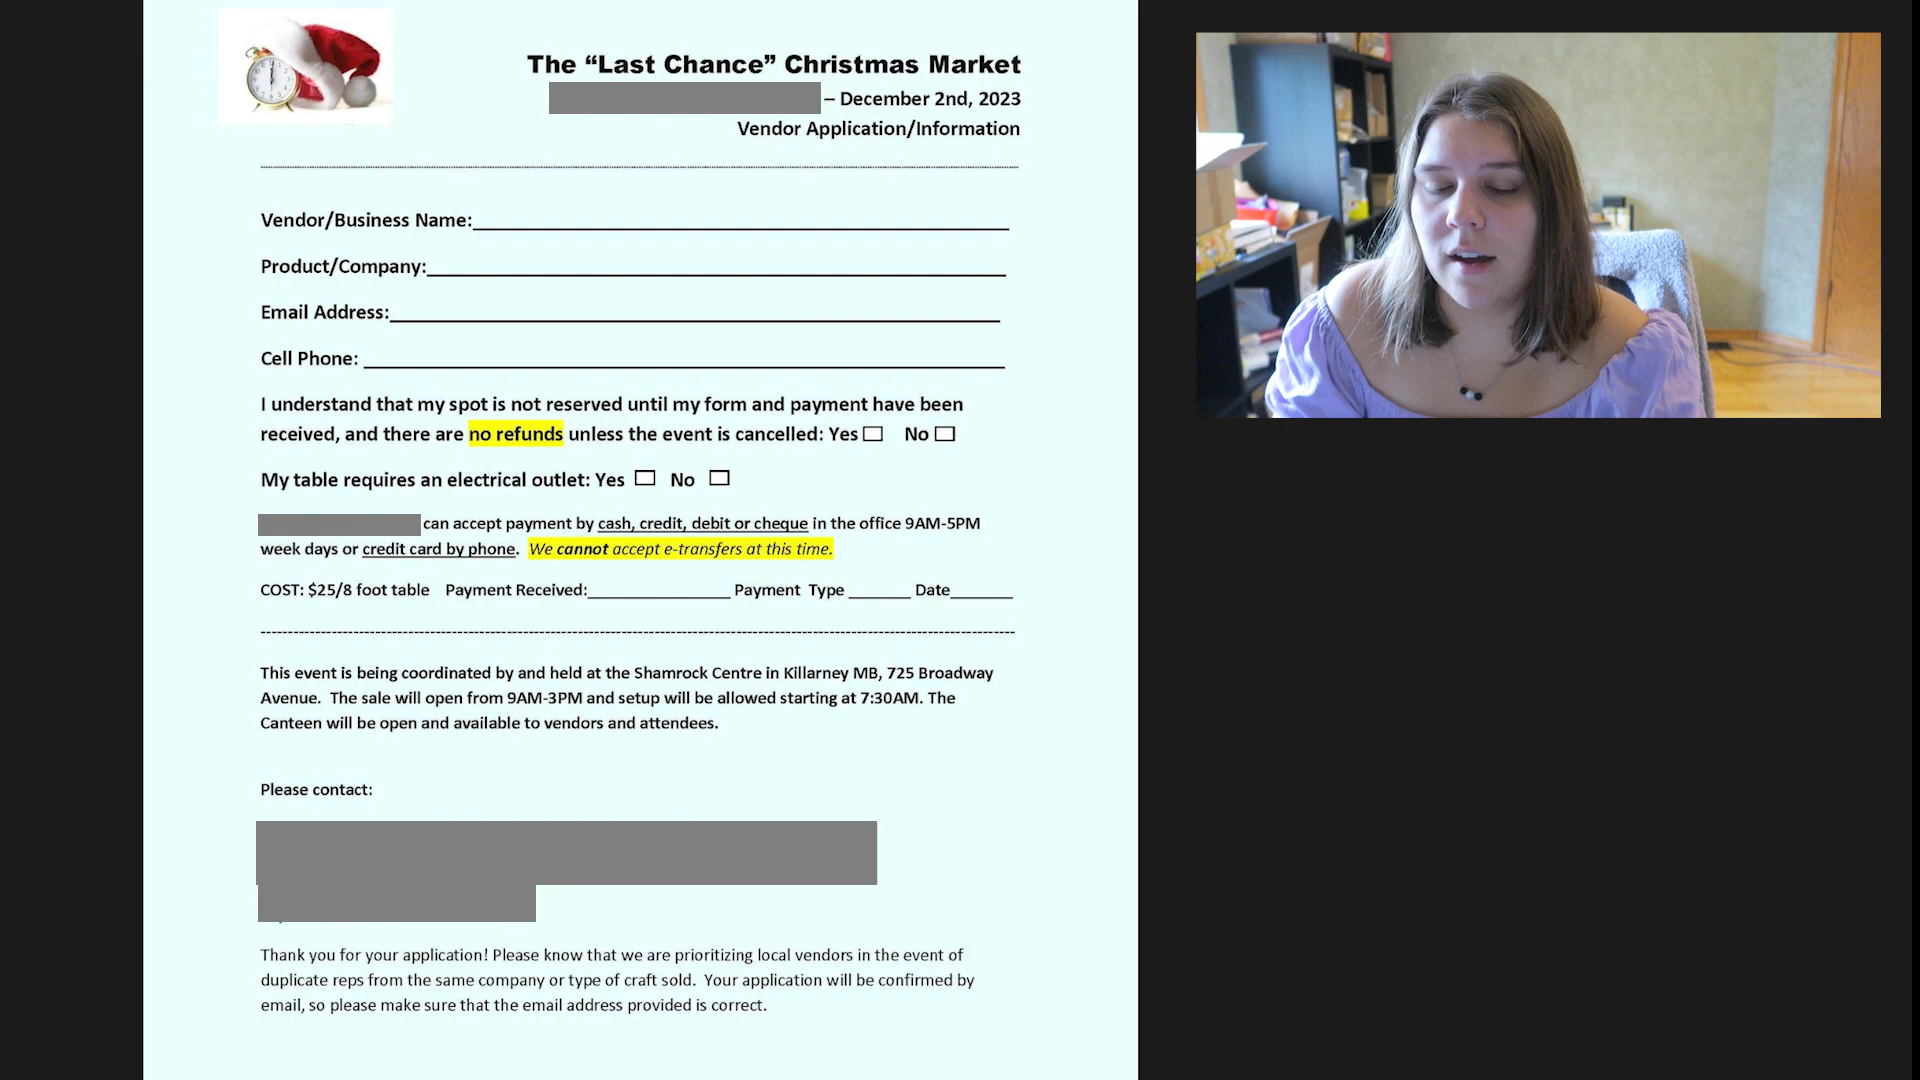 The “Last Chance” Christmas Market
– December 2nd, 2023
Vendor Application/Information
Vendor/Business Name:
Product/Company:
Email Address:
Cell Phone:
I understand that my spot is not reserved until my form and payment have been
received, and there are no refunds unless the event is cancelled: Yes No
My table requires an electrical outlet: Yes No
can accept payment by cash, credit, debit or cheque in the office 9AM-5PM
week days or credit card by phone. We cannot accept e-transfers at this time.
COST: $25/8 foot table Payment Received: Payment Type Date
This event is being coordinated by and held at the Shamrock Centre in Killarney MB, 725 Broadway
Avenue. The sale will open from 9AM-3PM and setup will be allowed starting at 7:30AM. The
Canteen will be open and available to vendors and attendees.
Please contact:
Thank you for your application! Please know that we are prioritizing local vendors in the event of
duplicate reps from the same company or type of craft sold. Your application will be confirmed by
email, so please make sure that the email address provided is correct.